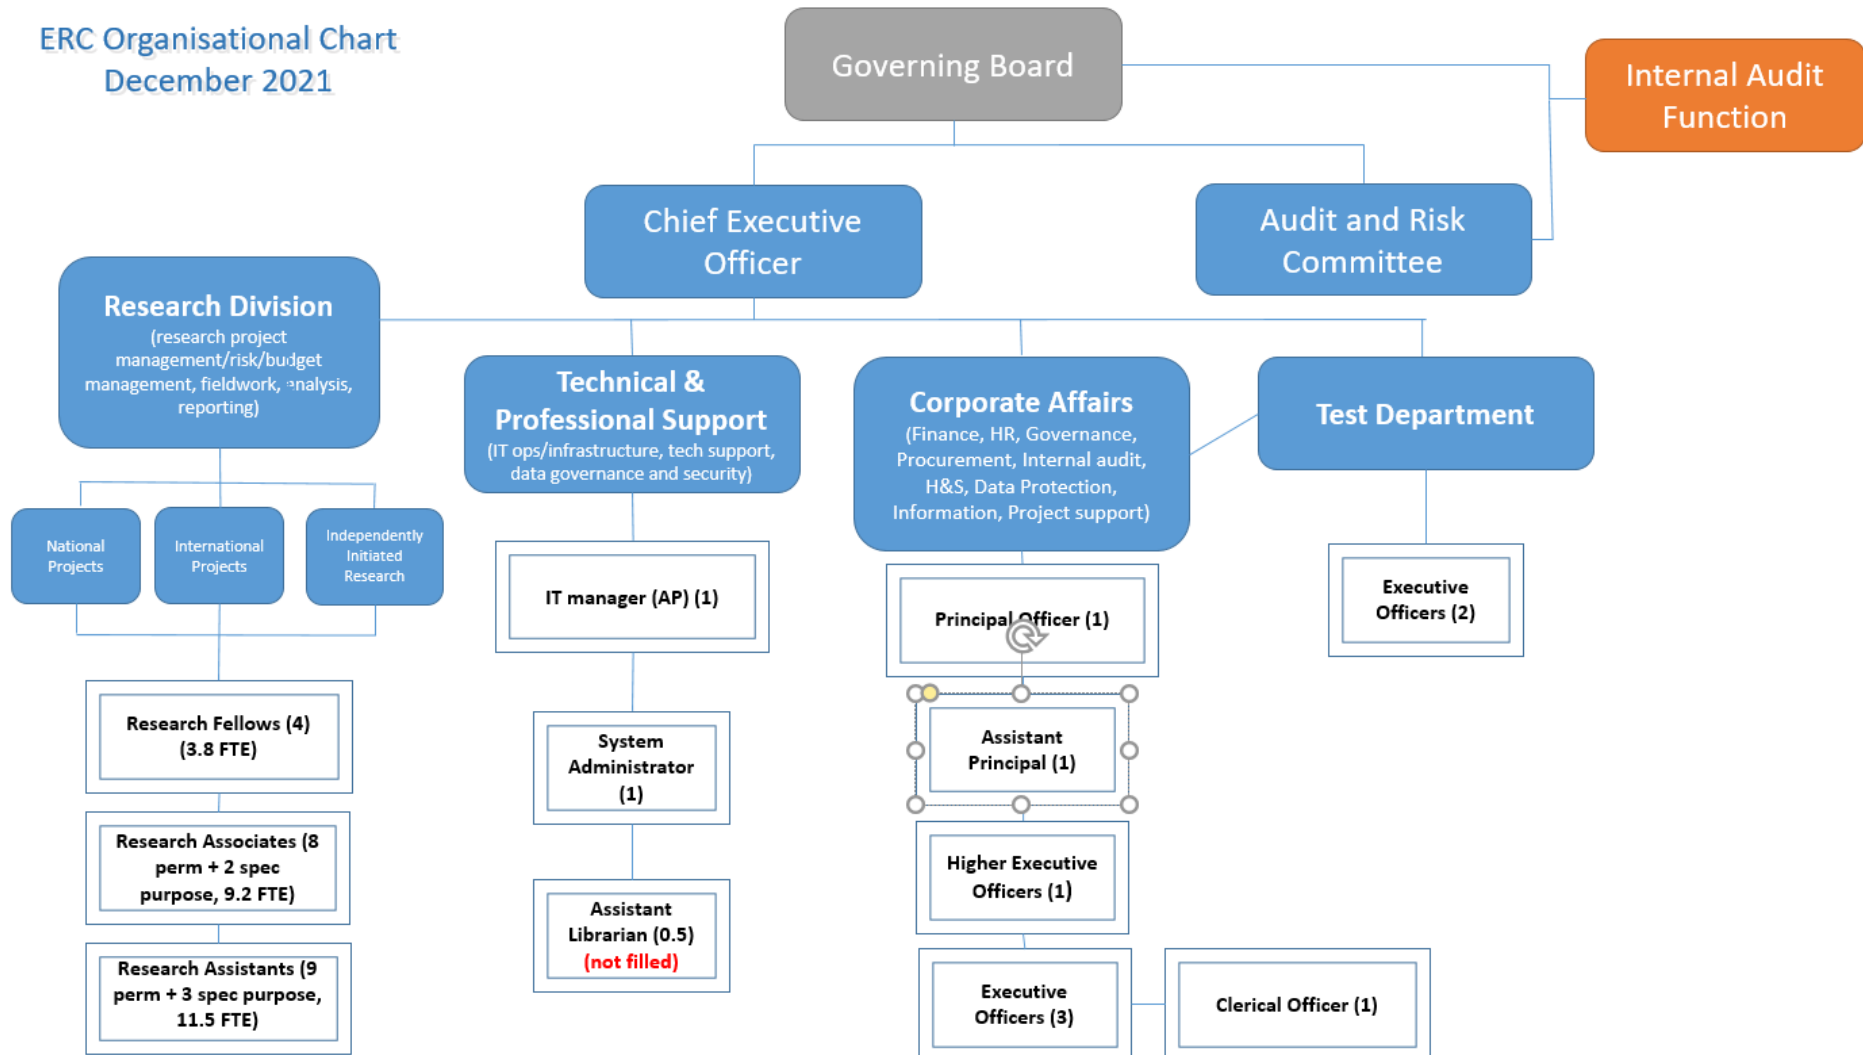 ERC Organisational Chart
December 2021
Governing Board
Internal Audit
Function
Chief Executive
Officer
Audit and Risk
Committee
Research Division
(research project
management/risk/budget
management, fieldwork, analysis,
reporting)
Technical &
Professional Support
(IT ops/infrastructure, tech support,
data governance and security)
Corporate Affairs
(Finance, HR, Governance,
Procurement, Internal audit,
H&S, Data Protection,
Information, Project support)
Test Department
National
Projects
International
Projects
Independently
Initiated
Research
IT manager (AP) (1)
Principal Officer (1)
Executive
Officers (2)
Research Fellows (4)
(3.8 FTE)
System
Administrator
(1)
Assistant
Principal (1)
Research Associates (8
perm + 2 spec
purpose, 9.2 FTE)
Higher Executive
Officers (1)
Assistant
Librarian (0.5)
(not filled)
Research Assistants (9
perm + 3 spec purpose,
11.5 FTE)
Executive
Officers (3)
Clerical Officer (1)